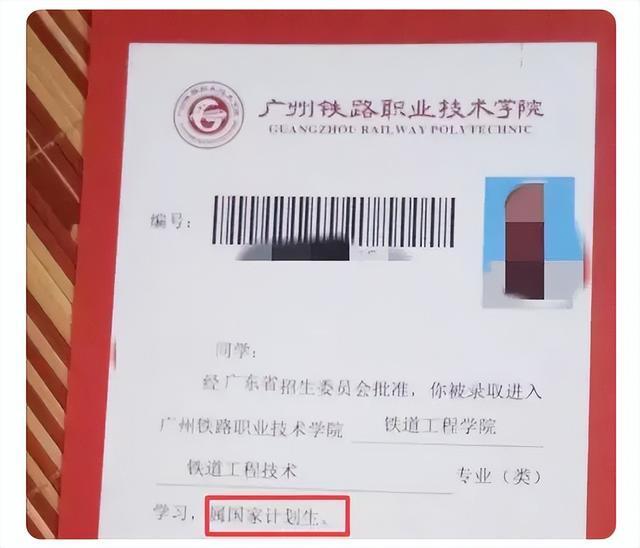 广州铁路职业技术学院
GUANGZHOU RAILWAY POLYTECHNIC
编号：
同学：
经广东省招生委员会批准，你被录取进入
广州铁路职业技术学院 铁道工程学院
铁道工程技术 专业（类）
学习，属国家计划生。